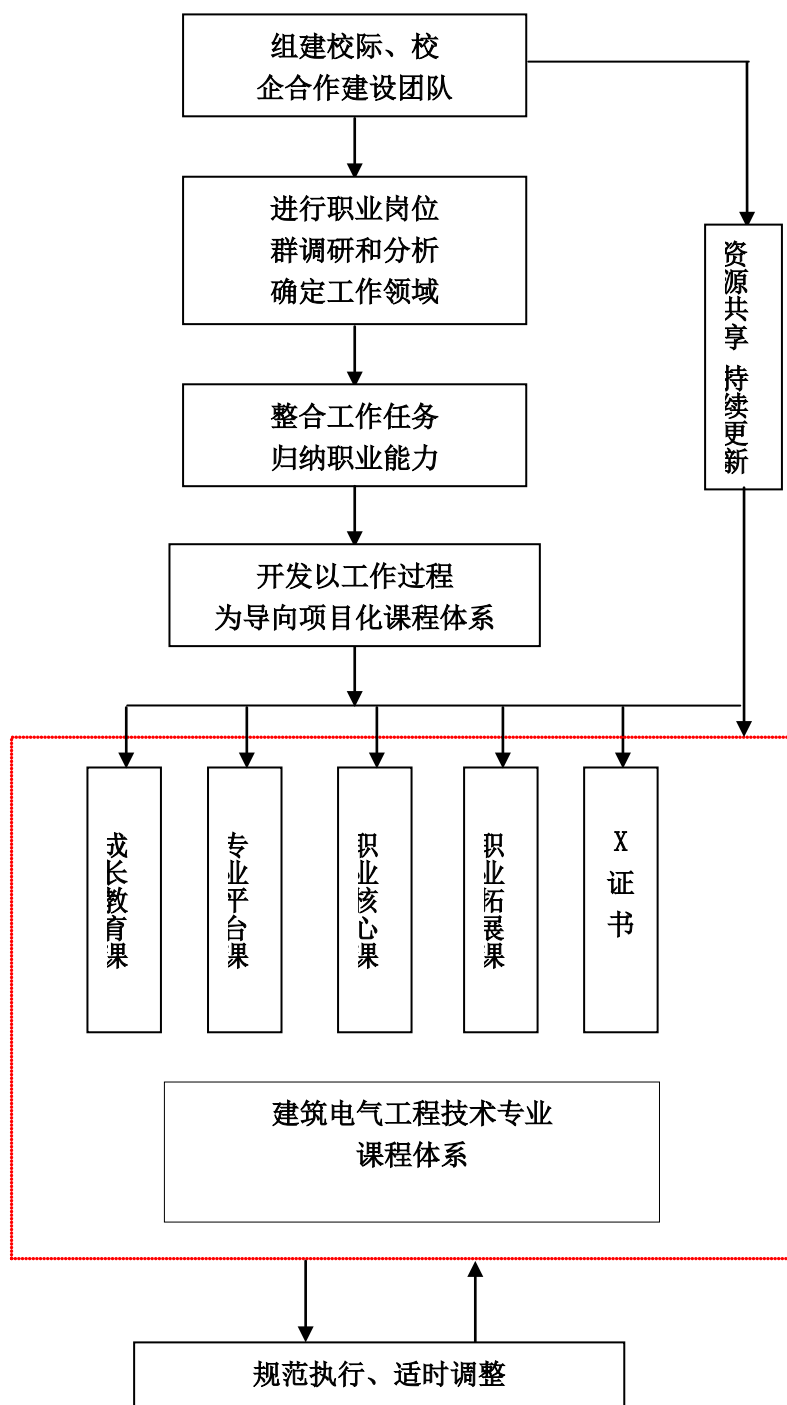 组建校际、校
企合作建设团队
进行职业岗位
群调研和分析
确定工作领域
资源共享 持续更新
整合工作任务
归纳职业能力
开发以工作过程
为导向项目化课程体系
成长教育课
专业平台课
职业核心课
职业拓展课
X证书
建筑电气工程技术专业
课程体系
规范执行、适时调整